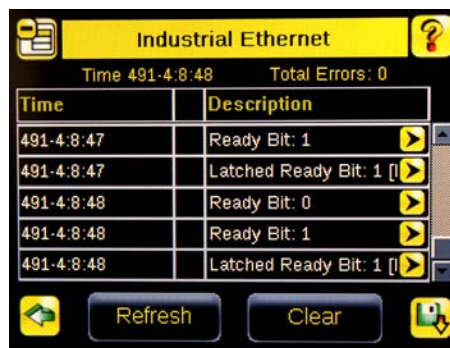 Industrial Ethernet
?
Time 491-4:8:48 Total Errors: 0
Time Description
491-4:8:47 Ready Bit: 1
491-4:8:47 Latched Ready Bit: 1 [
491-4:8:48 Ready Bit: 0
491-4:8:48 Ready Bit: 1
491-4:8:48 Latched Ready Bit: 1 [
Refresh Clear